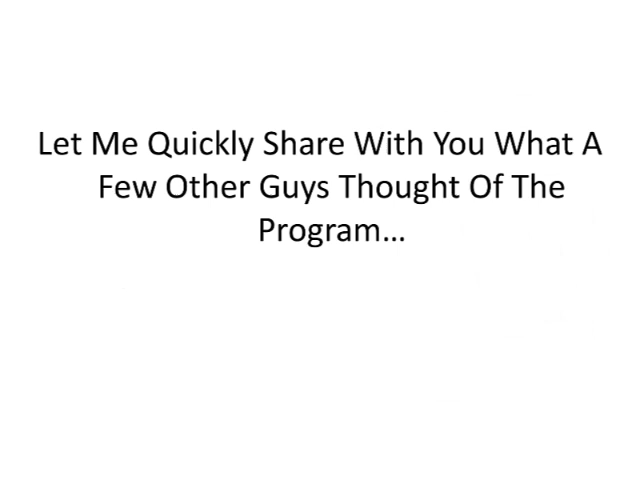 Let Me Quickly Share With You What A
Few Other Guys Thought Of The
Program…